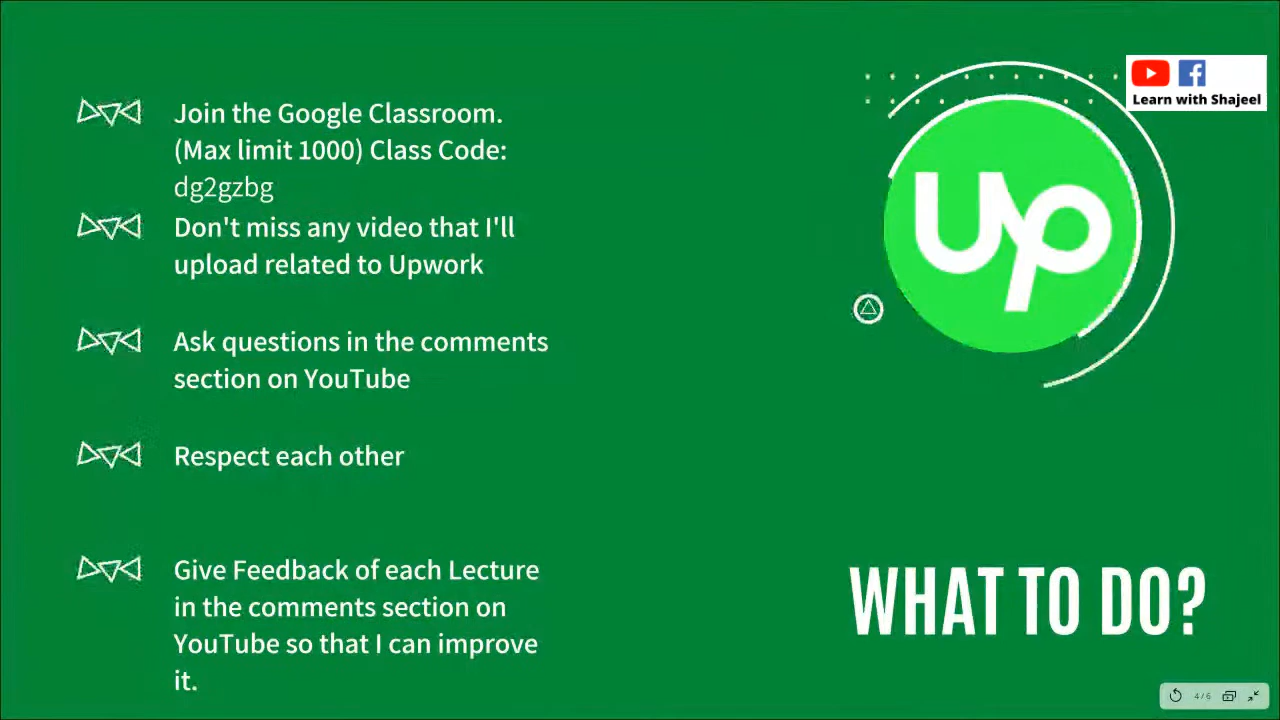 Join the Google Classroom.
(Max limit 1000) Class Code:
dg2gzbg
Don't miss any video that I'll
upload related to Upwork
Ask questions in the comments
section on YouTube
Respect each other
Give Feedback of each Lecture
in the comments section on
YouTube so that I can improve
it.
Learn with Shajeel
up
WHAT TO DO?
4/6